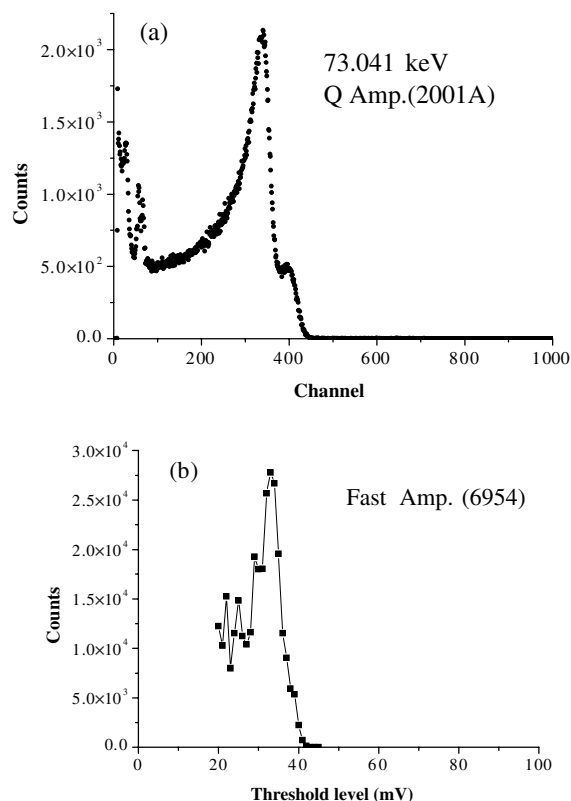 (a)
73.041 keV
Q Amp.(2001A)
2.0×10³
1.5×10³
1.0×10³
5.0×10²
0.0
Counts
0 200 400 600 800 1000
Channel
(b)
Fast Amp. (6954)
3.0×10⁴
2.5×10⁴
2.0×10⁴
1.5×10⁴
1.0×10⁴
5.0×10³
0.0
Counts
0 20 40 60 80 100
Threshold level (mV)